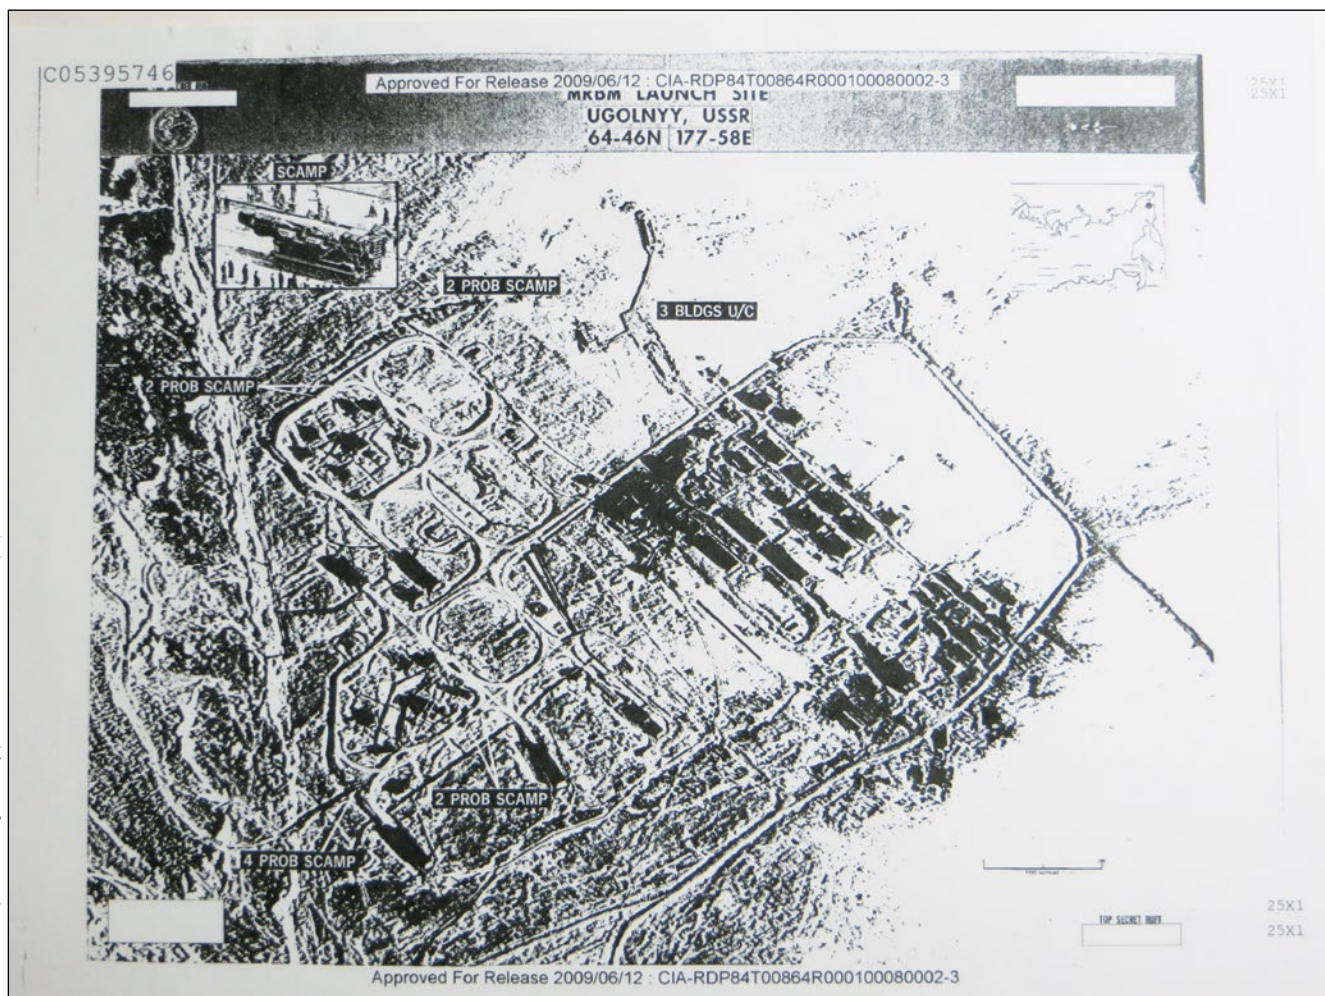 C05395746
Approved For Release 2009/06/12 : CIA-RDP84T00864R000100080002-3
25X1
25X1
MRBM LAUNCH SITE
UGOLNYY, USSR
64-46N 177-58E
SCAMP
2 PROB SCAMP
3 BLDGS U/C
2 PROB SCAMP
2 PROB SCAMP
4 PROB SCAMP
TOP SECRET RUFF
25X1
25X1
Approved For Release 2009/06/12 : CIA-RDP84T00864R000100080002-3